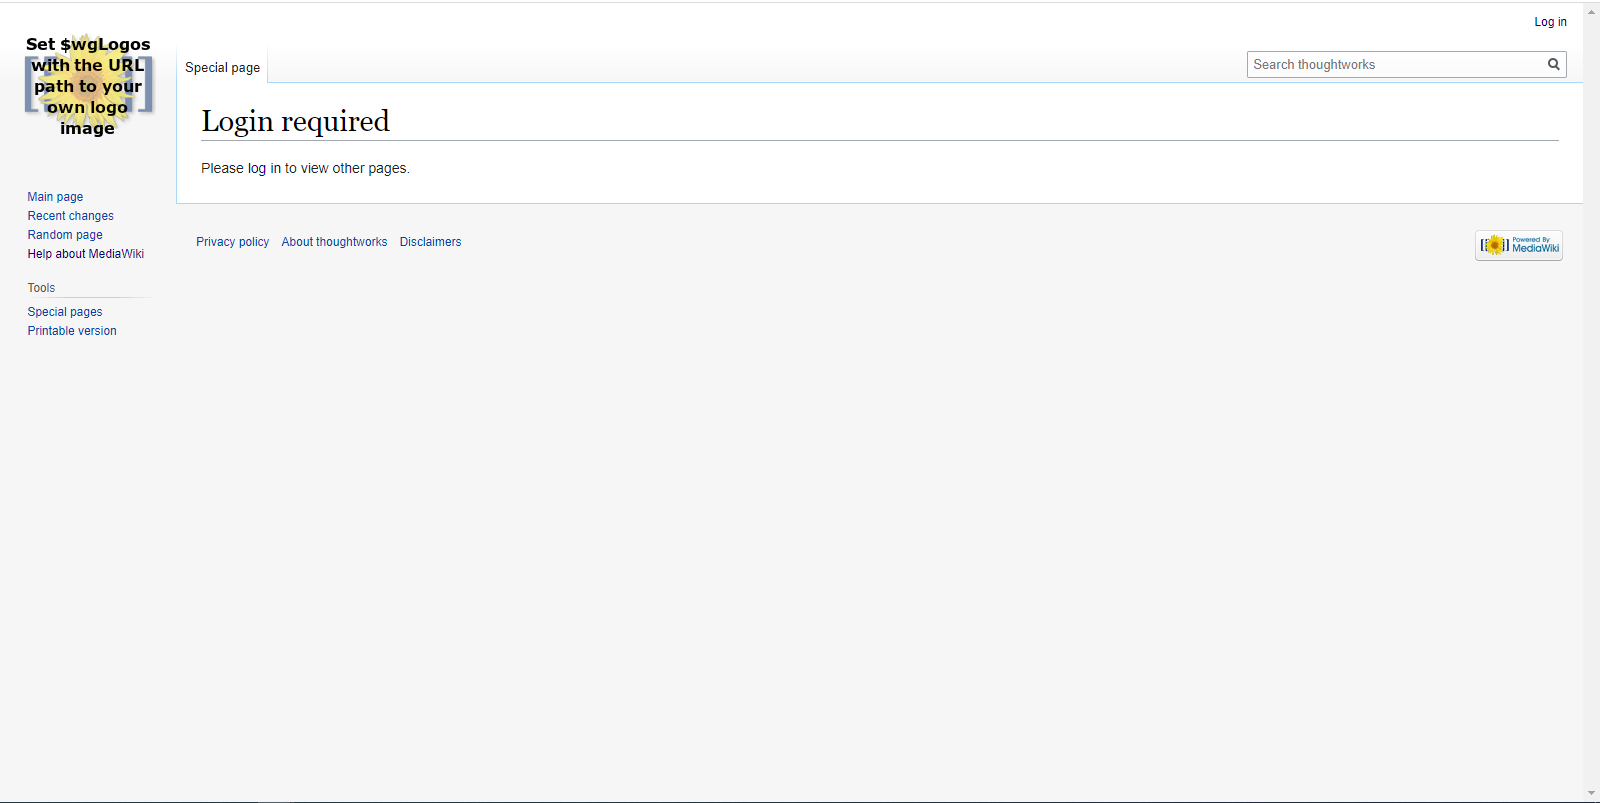 Log in
Set $wgLogos
with the URL
path to your
own logo
image
Special page
Search thoughtworks
Login required
Please log in to view other pages.
Main page
Recent changes
Random page
Help about MediaWiki
Tools
Special pages
Printable version
Privacy policy About thoughtworks Disclaimers
Powered By
MediaWiki